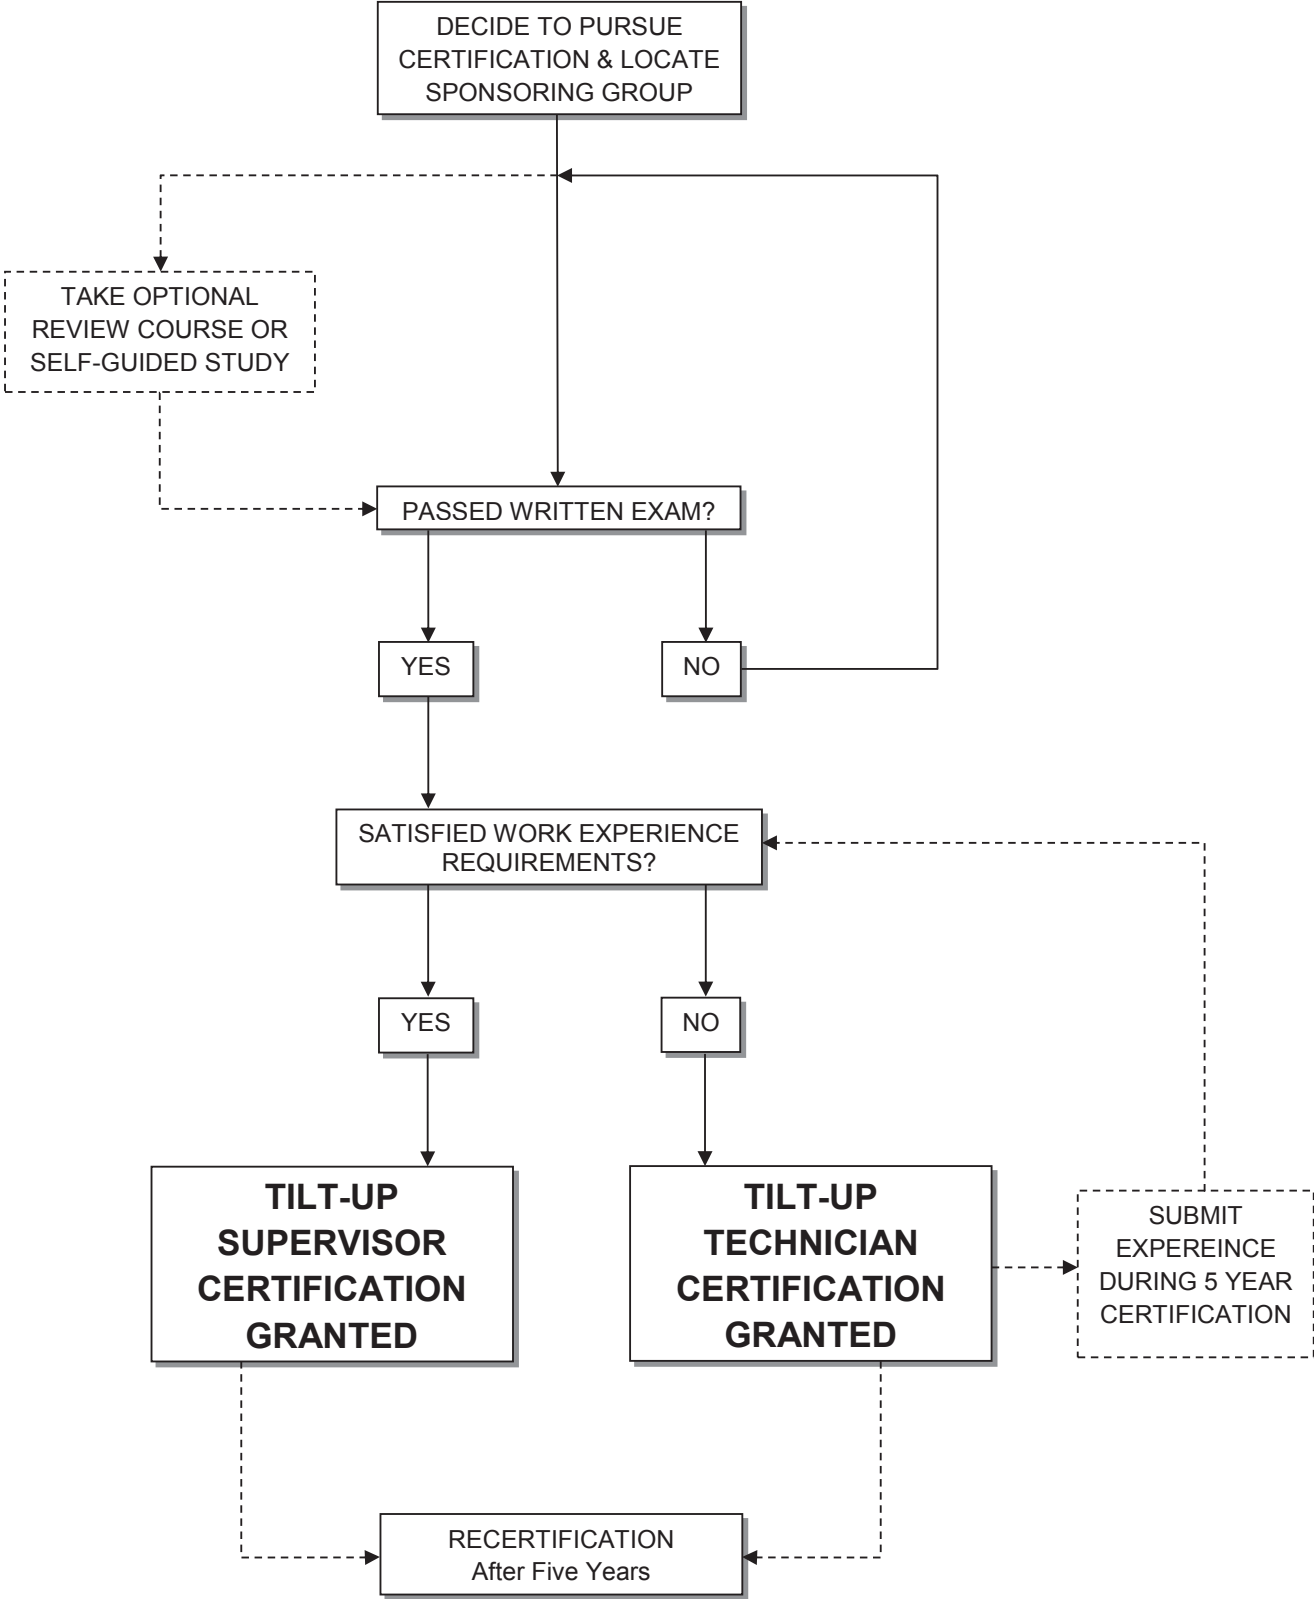 DECIDE TO PURSUE
CERTIFICATION & LOCATE
SPONSORING GROUP
TAKE OPTIONAL
REVIEW COURSE OR
SELF-GUIDED STUDY
PASSED WRITTEN EXAM?
YES
NO
SATISFIED WORK EXPERIENCE
REQUIREMENTS?
YES
NO
TILT-UP
SUPERVISOR
CERTIFICATION
GRANTED
TILT-UP
TECHNICIAN
CERTIFICATION
GRANTED
SUBMIT
EXPEREINCE
DURING 5 YEAR
CERTIFICATION
RECERTIFICATION
After Five Years